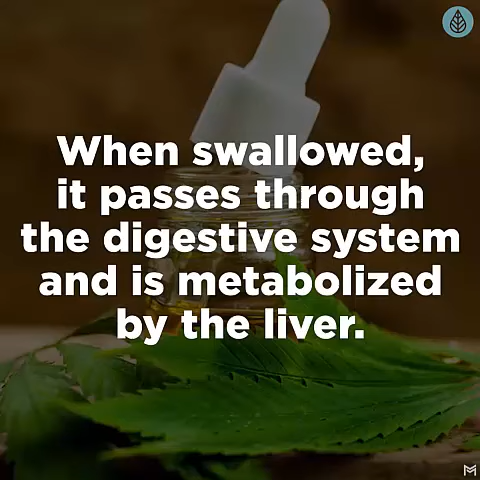 When swallowed,
it passes through
the digestive system
and is metabolized
by the liver.